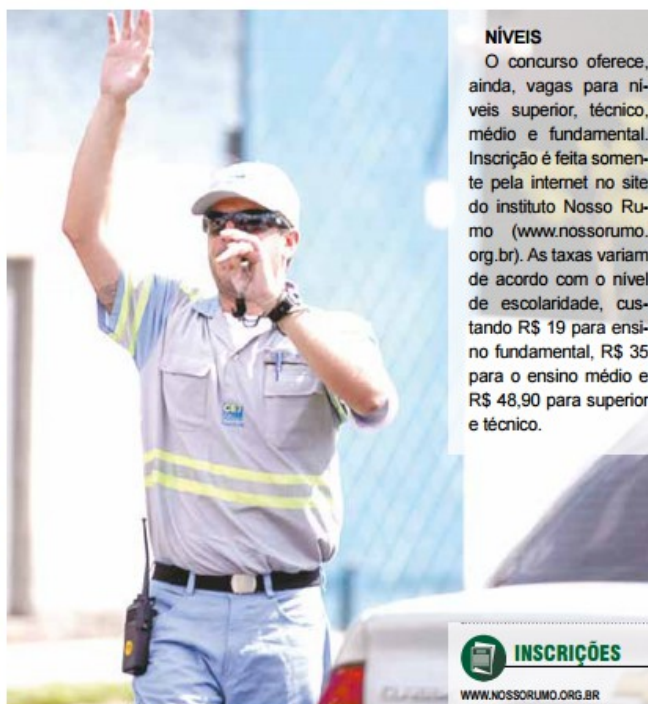 NÍVEIS
O concurso oferece,
ainda, vagas para ní-
veis superior, técnico,
médio e fundamental.
Inscrição é feita somen-
te pela internet no site
do instituto Nosso Ru-
mo (www.nossorumo.
org.br). As taxas variam
de acordo com o nível
de escolaridade, cus-
tando R$ 19 para ensi-
no fundamental, R$ 35
para o ensino médio e
R$ 48,90 para superior
e técnico.
CET
INSCRIÇÕES
WWW.NOSSORUMO.ORG.BR